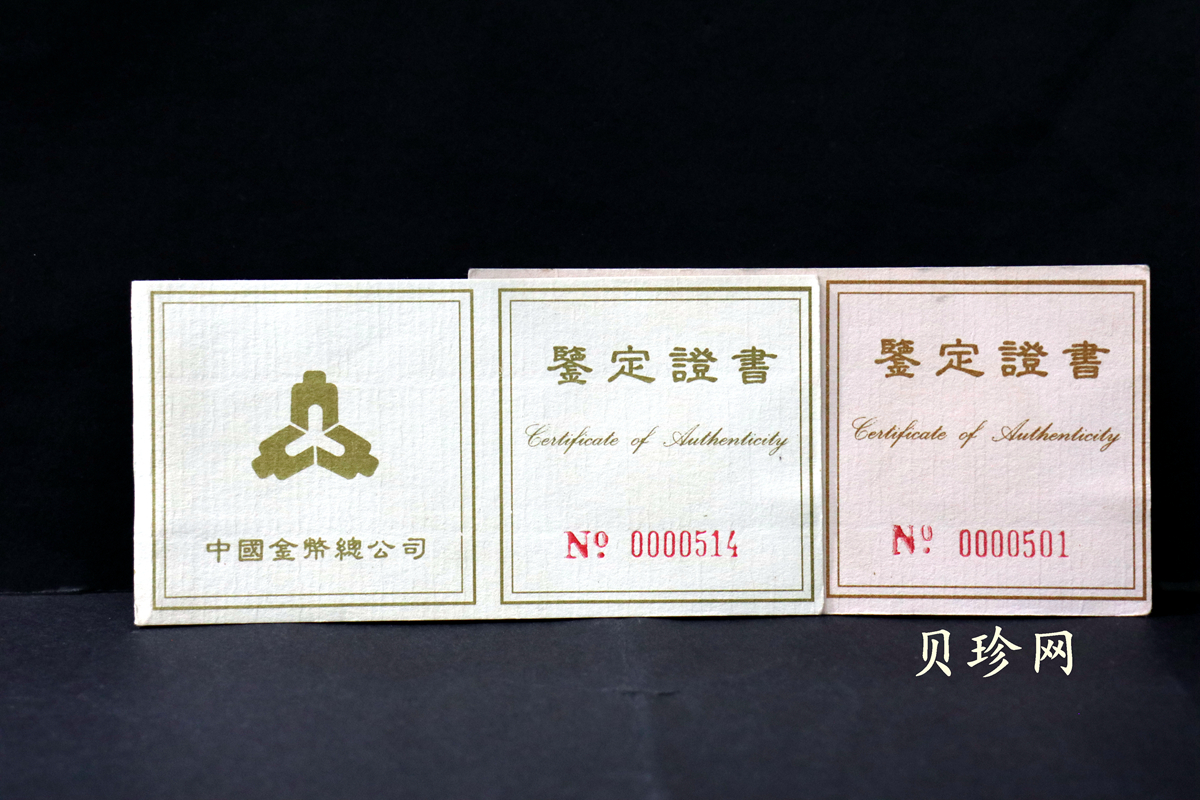 中國金幣總公司
鑒定證書
Certificate of Authenticity
Nº 0000514
鑒定證書
Certificate of Authenticity
Nº 0000501
贝珍网